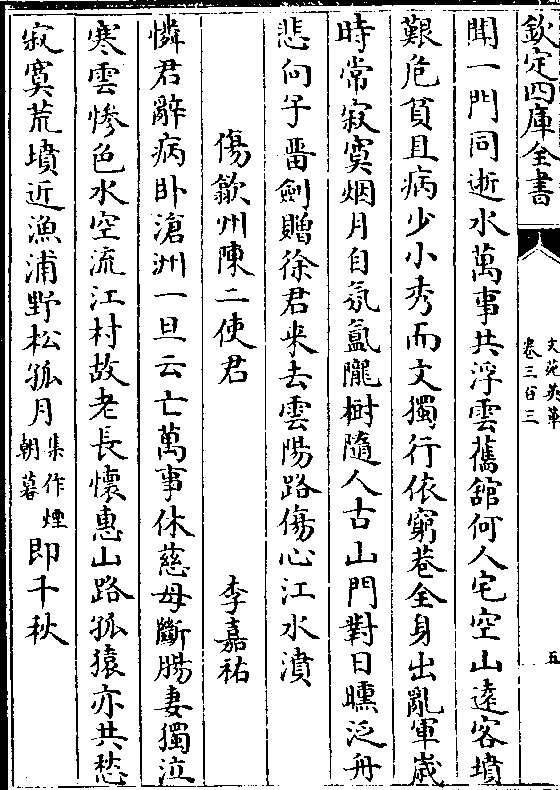 欽定四庫全書
文苑英華
卷三百三
五
聞一門同逝水萬事共浮雲舊舘何人宅空山遠客墳
艱危貧且病少小秀而文獨行依窮巷全身出亂軍歳
時常寂寞烟月自氛氳隴樹隨人古山門對日曛泛舟
悲向子畱劍贈徐君来去雲陽路傷心江水濆
傷歙州陳二使君　李嘉祐
憐君辭病卧滄洲一旦云亡萬事休慈母斷腸妻獨泣
寒雲惨色水空流江村故老長懷惠山路孤猿亦共愁
寂寞荒墳近漁浦野松孤月集作煙朝暮即千秋